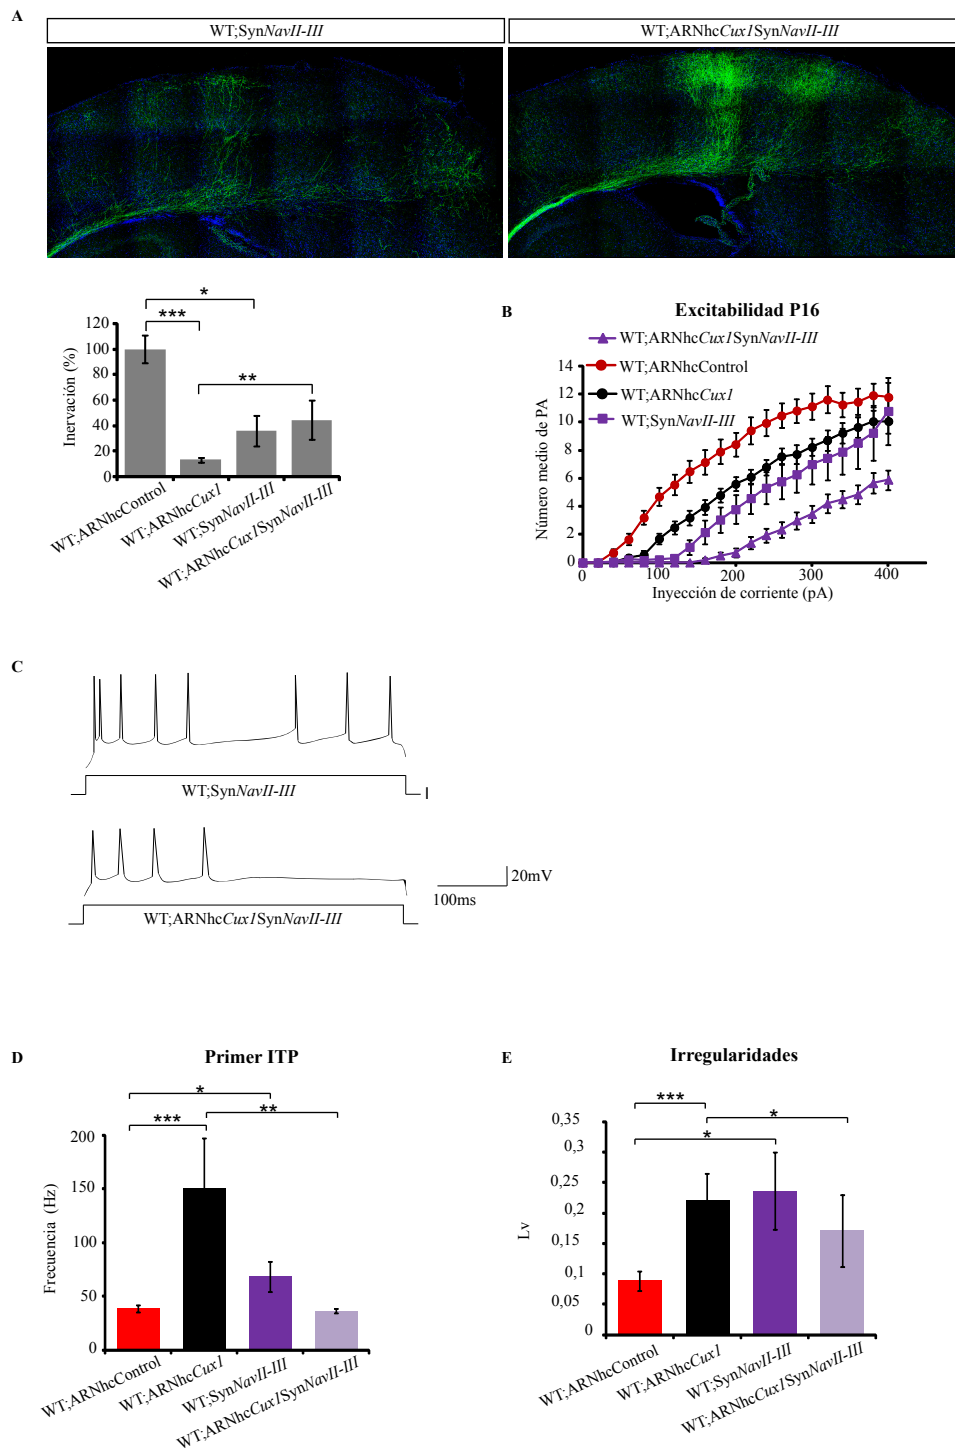 A
WT;SynNavII-III
WT;ARNhcCux1SynNavII-III
*
***
**
120
100
80
60
40
20
0
Inervación (%)
WT;ARNhcControl
WT;ARNhcCux1
WT;SynNavII-III
WT;ARNhcCux1SynNavII-III
B
Excitabilidad P16
WT;ARNhcCux1SynNavII-III
WT;ARNhcControl
WT;ARNhcCux1
WT;SynNavII-III
14
12
10
8
6
4
2
0
Número medio de PA
0
100
200
300
400
Inyección de corriente (pA)
C
WT;SynNavII-III
WT;ARNhcCux1SynNavII-III
20mV
100ms
D
Primer ITP
*
***
**
200
150
100
50
0
Frecuencia (Hz)
WT;ARNhcControl
WT;ARNhcCux1
WT;SynNavII-III
WT;ARNhcCux1SynNavII-III
E
Irregularidades
***
*
*
0,35
0,3
0,25
0,2
0,15
0,1
0,05
0
Lv
WT;ARNhcControl
WT;ARNhcCux1
WT;SynNavII-III
WT;ARNhcCux1SynNavII-III